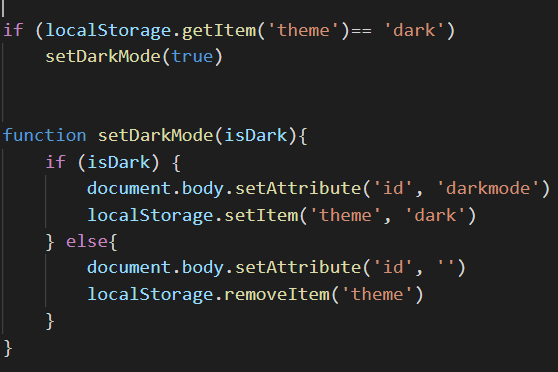 if (localStorage.getItem('theme')== 'dark')
    setDarkMode(true)
function setDarkMode(isDark){
    if (isDark) {
        document.body.setAttribute('id', 'darkmode')
        localStorage.setItem('theme', 'dark')
    } else{
        document.body.setAttribute('id', '')
        localStorage.removeItem('theme')
    }
}